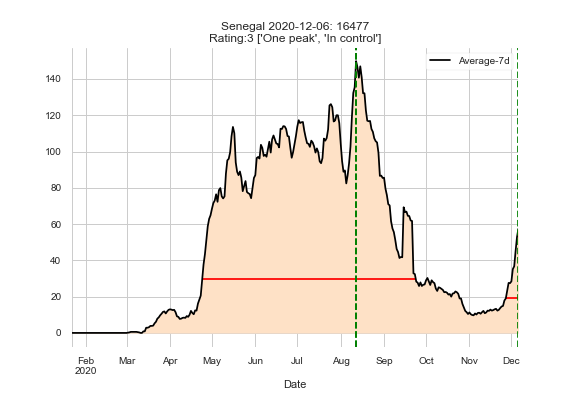 Senegal 2020-12-06: 16477
Rating:3 ['One peak', 'In control']
Average-7d
140
120
100
80
60
40
20
0
Feb Mar Apr May Jun Jul Aug Sep Oct Nov Dec
2020
Date